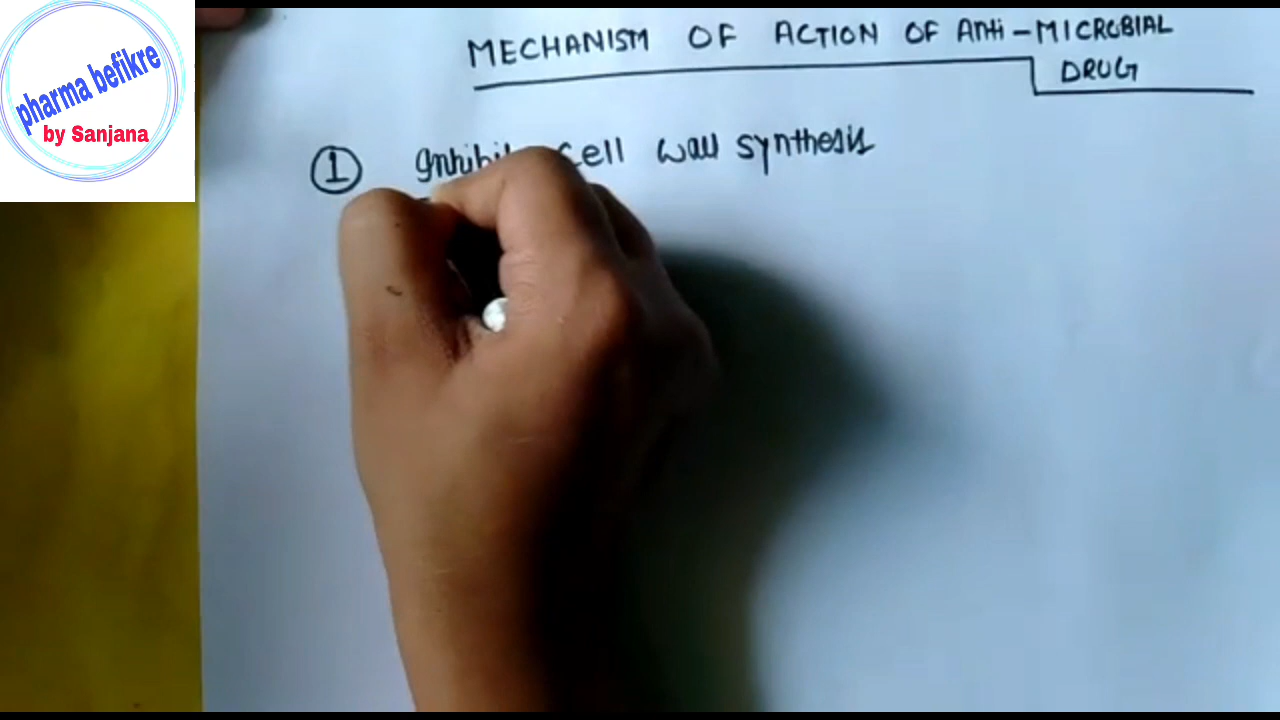 pharma befikre
by Sanjana
MECHANISM OF ACTION OF Anti-MICROBIAL
DRUG
1 cell wall synthesis